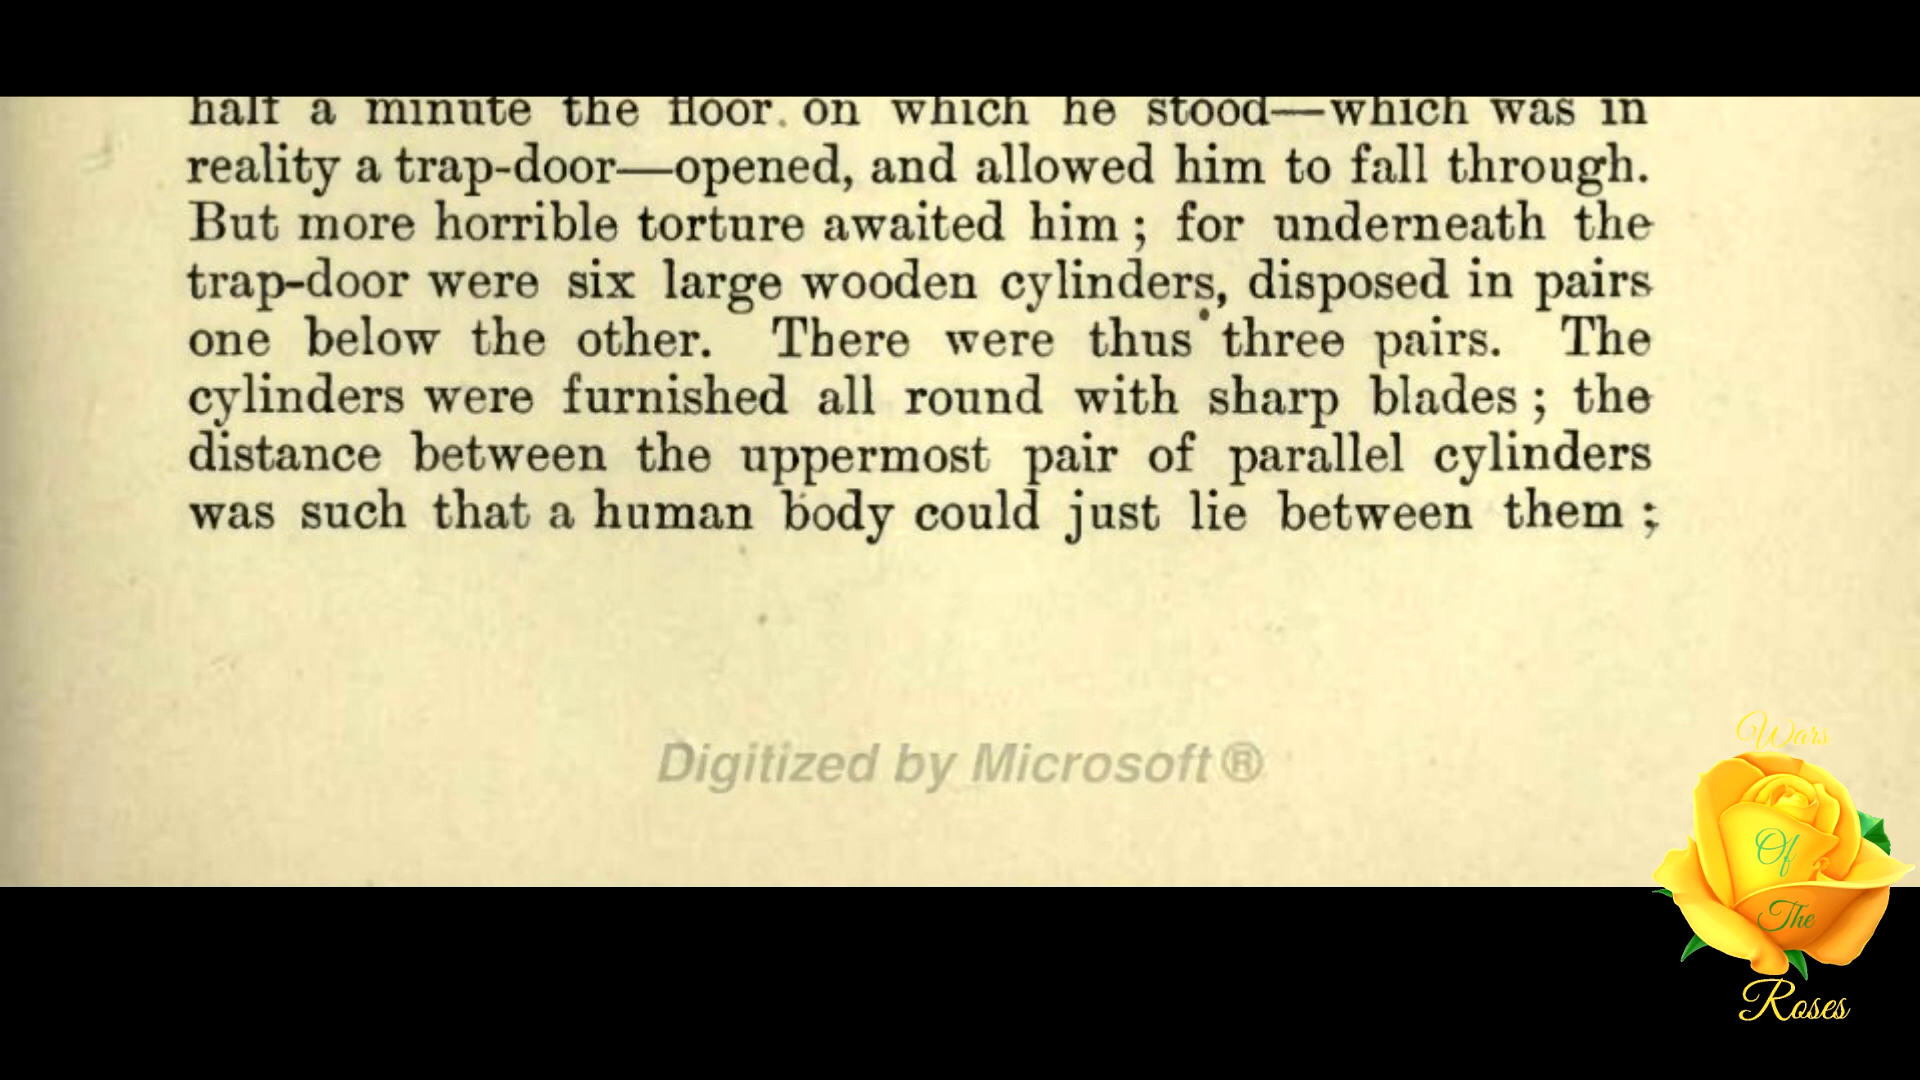 half a minute the floor on which he stood—which was in
reality a trap-door—opened, and allowed him to fall through.
But more horrible torture awaited him ; for underneath the
trap-door were six large wooden cylinders, disposed in pairs
one below the other. There were thus three pairs. The
cylinders were furnished all round with sharp blades ; the
distance between the uppermost pair of parallel cylinders
was such that a human body could just lie between them ;
Digitized by Microsoft®
Wars
Of
The
Roses